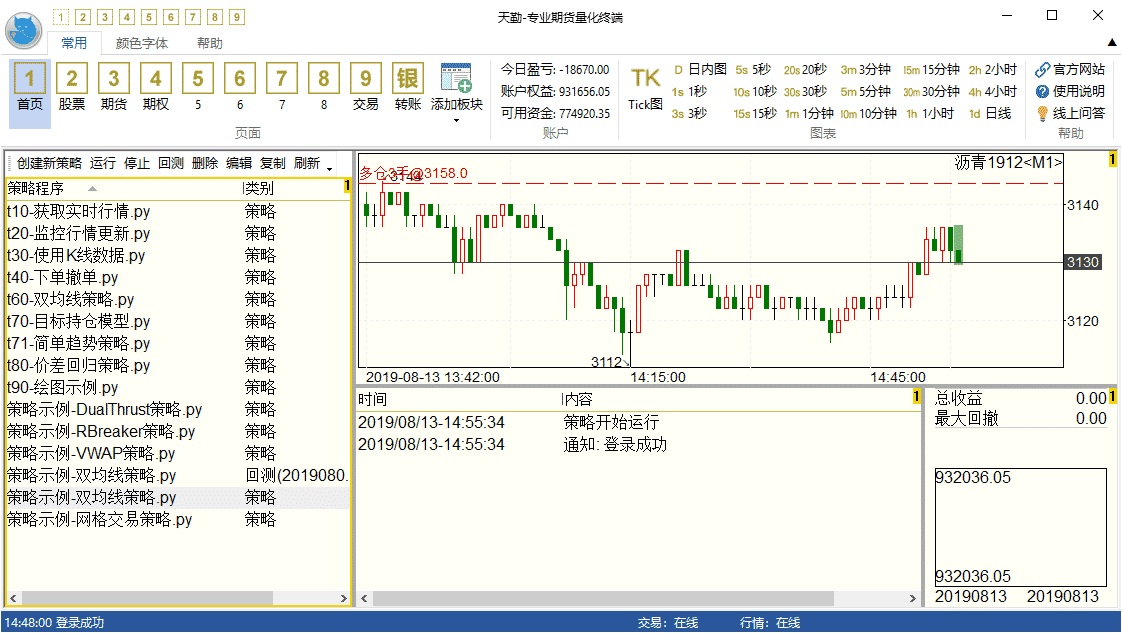 天勤-专业期货量化终端
1 2 3 4 5 6 7 8 9
常用 颜色字体 帮助
1 2 3 4 5 6 7 8 9 银
首页 股票 期货 期权 5 6 7 8 交易 转账 添加板块
页面
今日盈亏: -18670.00
账户权益: 931656.05
可用资金: 774920.35
账户
TK
Tick图
D 日内图 5s 5秒 20s 20秒 3m 3分钟 15m 15分钟 2h 2小时
1s 1秒 10s 10秒 30s 30秒 5m 5分钟 30m 30分钟 4h 4小时
3s 3秒 15s 15秒 1m 1分钟 10m 10分钟 1h 1小时 1d 日线
图表
官方网站
使用说明
线上问答
帮助
创建新策略 运行 停止 回测 删除 编辑 复制 刷新
策略程序 类别 1
t10-获取实时行情.py 策略
t20-监控行情更新.py 策略
t30-使用K线数据.py 策略
t40-下单撤单.py 策略
t60-双均线策略.py 策略
t70-目标持仓模型.py 策略
t71-简单趋势策略.py 策略
t80-价差回归策略.py 策略
t90-绘图示例.py 策略
策略示例-DualThrust策略.py 策略
策略示例-RBreaker策略.py 策略
策略示例-VWAP策略.py 策略
策略示例-双均线策略.py 回测(2019080.
策略示例-双均线策略.py 策略
策略示例-网格交易策略.py 策略
沥青1912<M1> 1
多仓3手@3158.0
3144
3140
3130
3120
3112
2019-08-13 13:42:00 14:15:00 14:45:00
时间 内容 1
2019/08/13-14:55:34 策略开始运行
2019/08/13-14:55:34 通知: 登录成功
总收益 0.00 1
最大回撤 0.00
932036.05
932036.05
20190813 20190813
14:48:00 登录成功 交易：在线 行情：在线